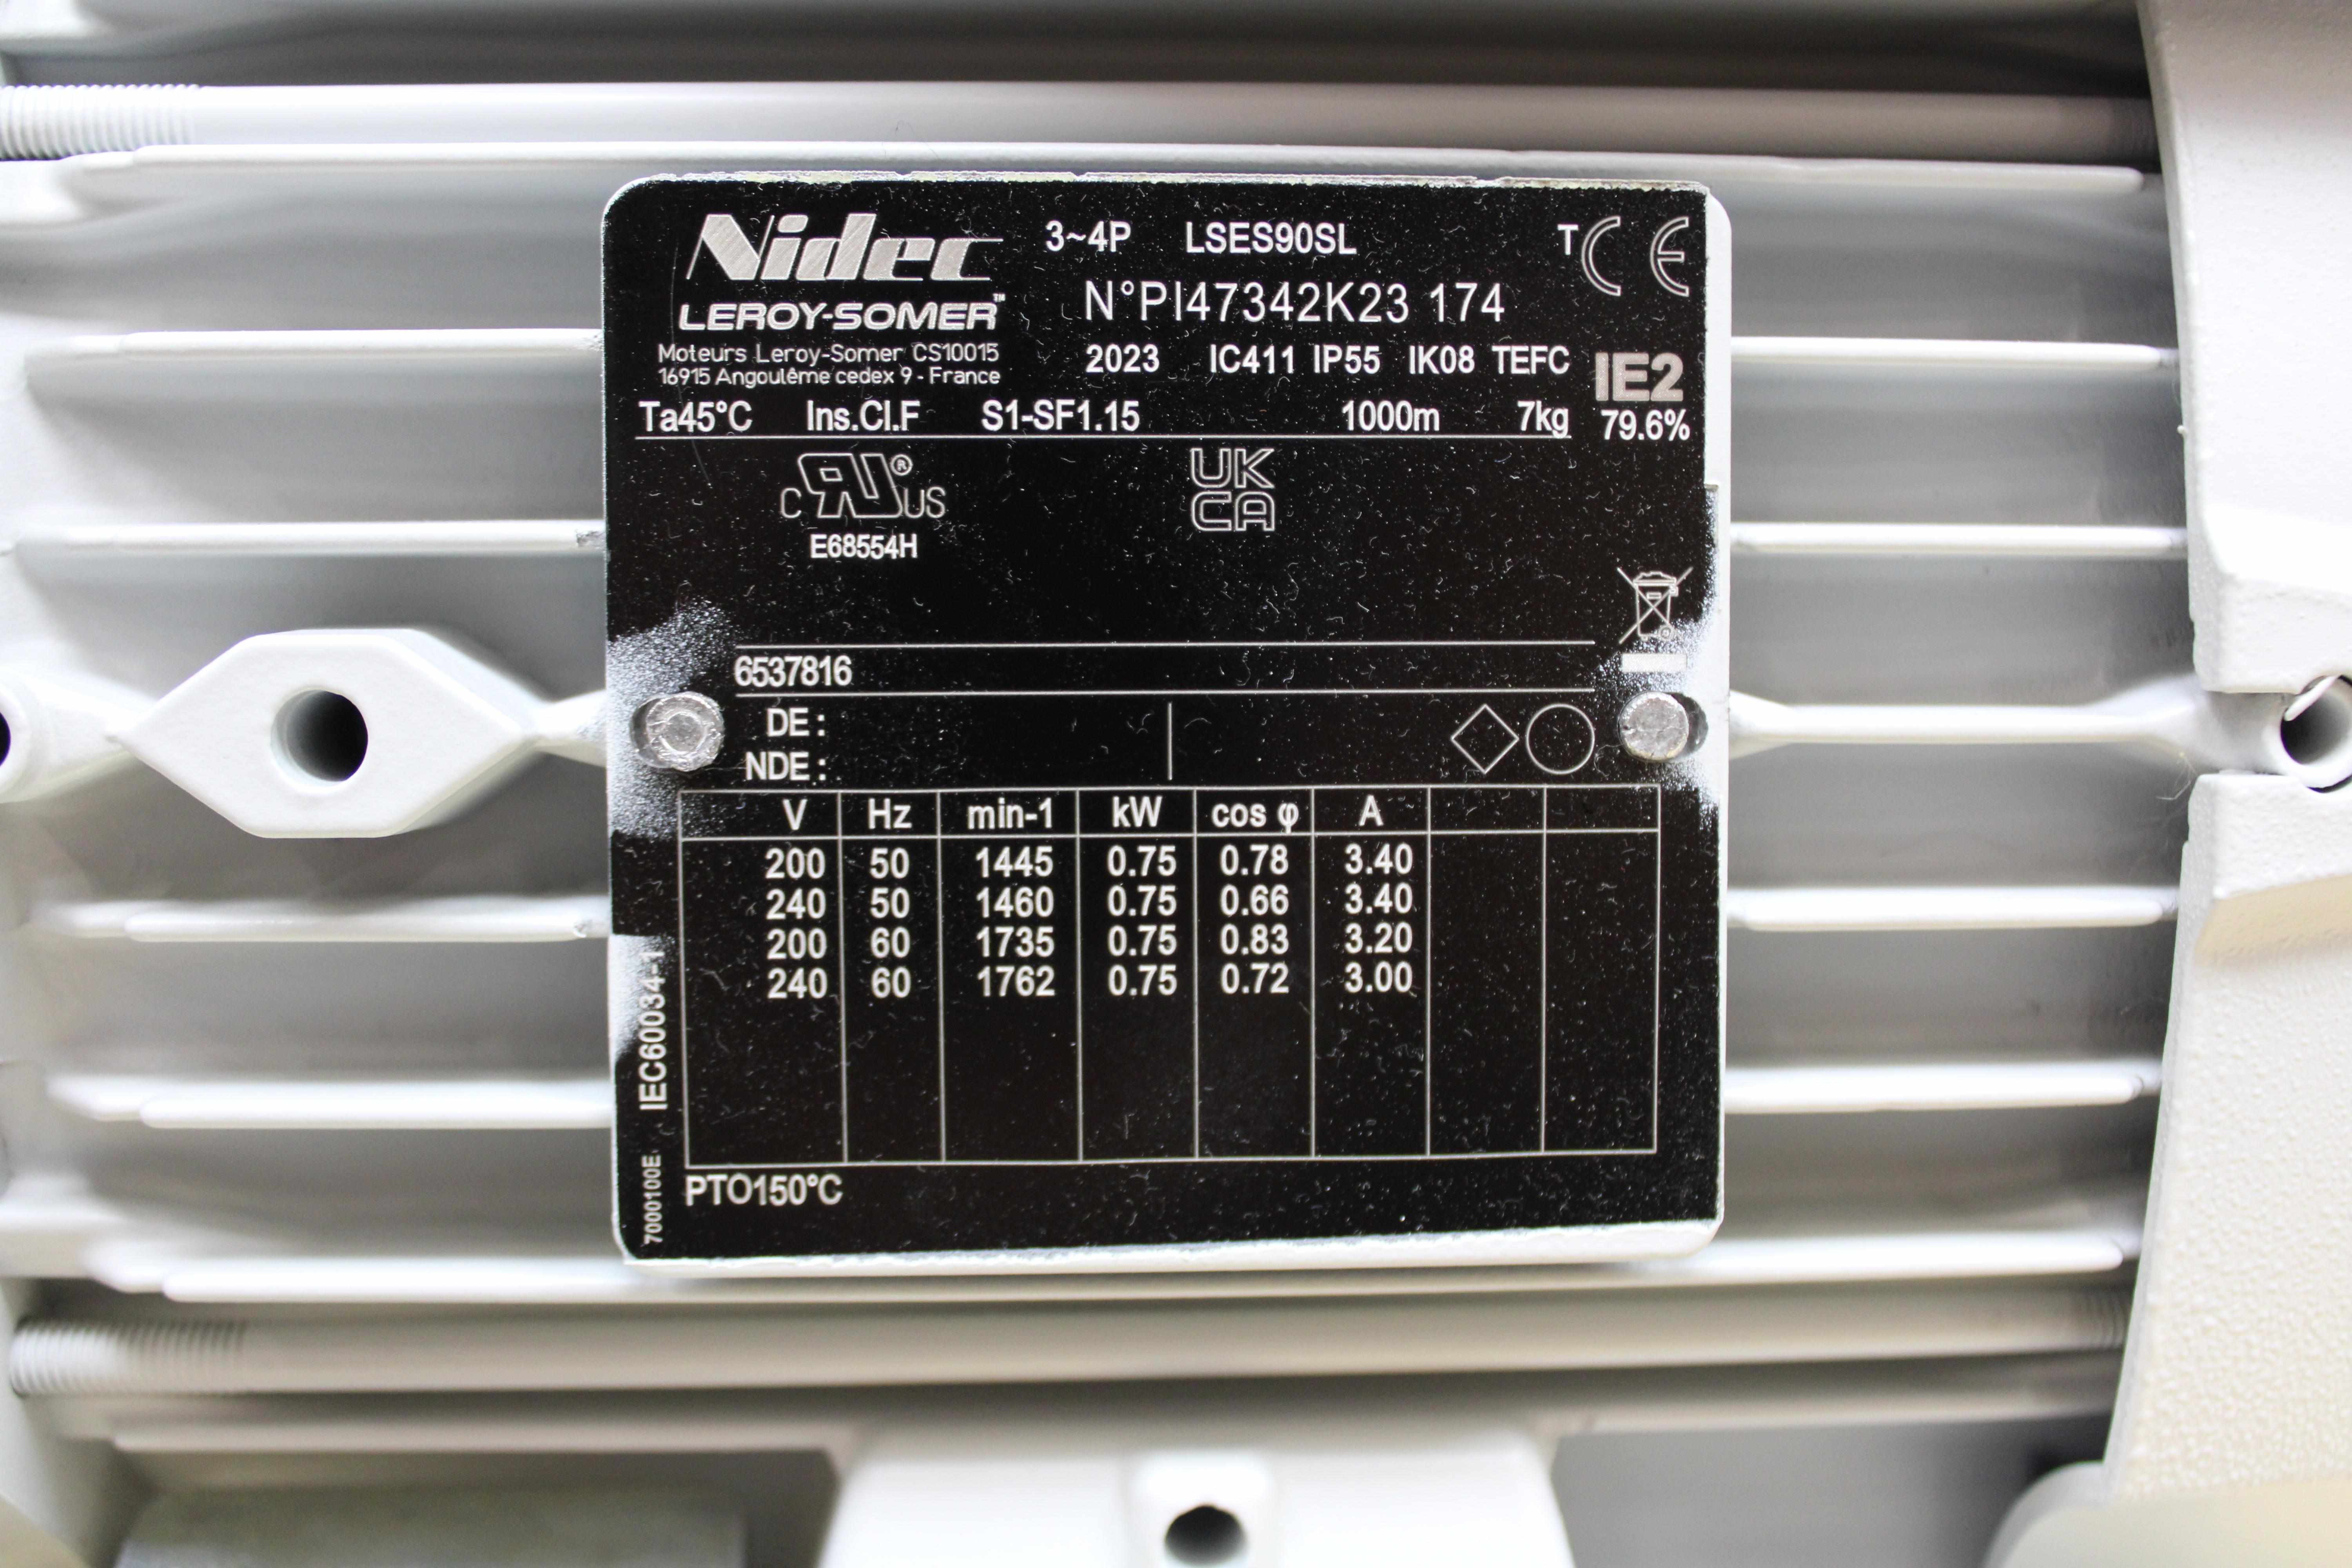 Nidec 3~4P LSES90SL T CE
LEROY-SOMER™ N°PI47342K23 174
Moteurs Leroy-Somer CS10015
16915 Angoulême cedex 9 - France
2023 IC411 IP55 IK08 TEFC IE2
Ta45°C Ins.Cl.F S1-SF1.15 1000m 7kg 79.6%
C RU® US
UK
CA
E68554H
6537816
DE :
NDE :
V Hz min-1 kW cos φ A
200 50 1445 0.75 0.78 3.40
240 50 1460 0.75 0.66 3.40
200 60 1735 0.75 0.83 3.20
240 60 1762 0.75 0.72 3.00
PTO150°C
7000100E IEC60034-1